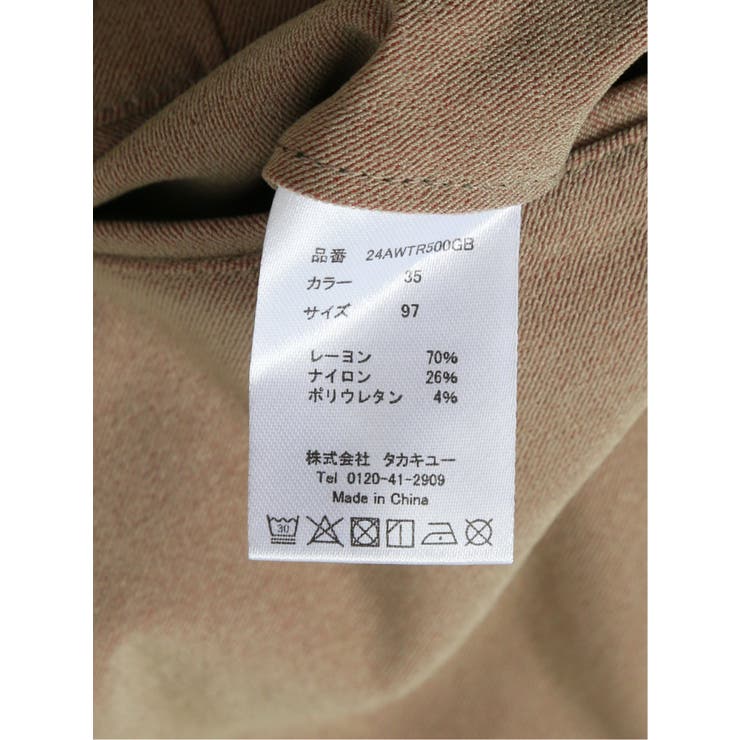 品番 24AWTR500GB
カラー 35
サイズ 97
レーヨン 70%
ナイロン 26%
ポリウレタン 4%
株式会社 タカキュー
Tel 0120-41-2909
Made in China
30